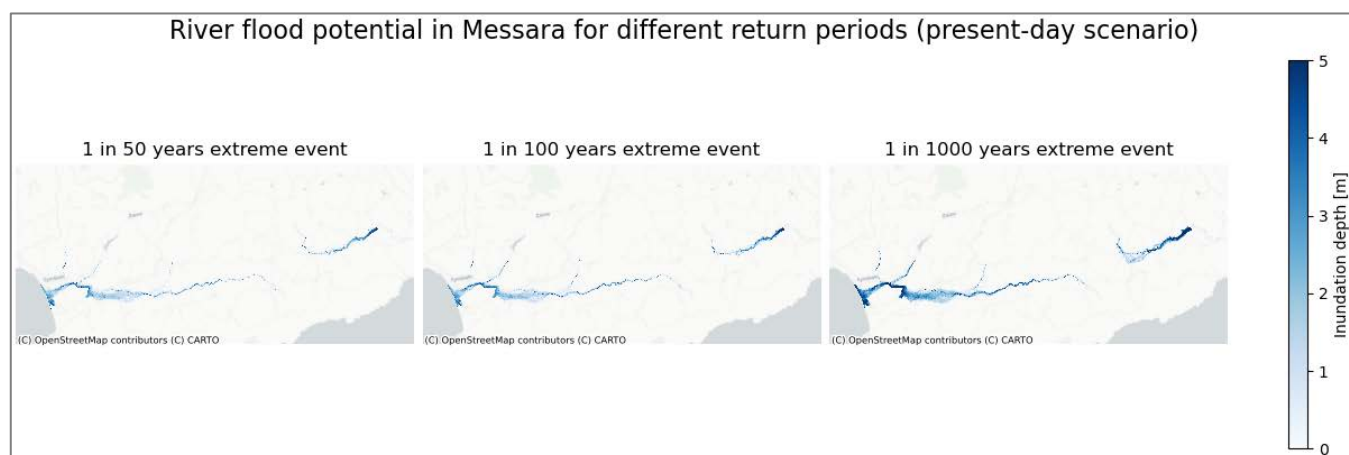 River flood potential in Messara for different return periods (present-day scenario)
1 in 50 years extreme event
1 in 100 years extreme event
1 in 1000 years extreme event
(C) OpenStreetMap contributors (C) CARTO
(C) OpenStreetMap contributors (C) CARTO
(C) OpenStreetMap contributors (C) CARTO
5
4
3
2
1
0
Inundation depth [m]